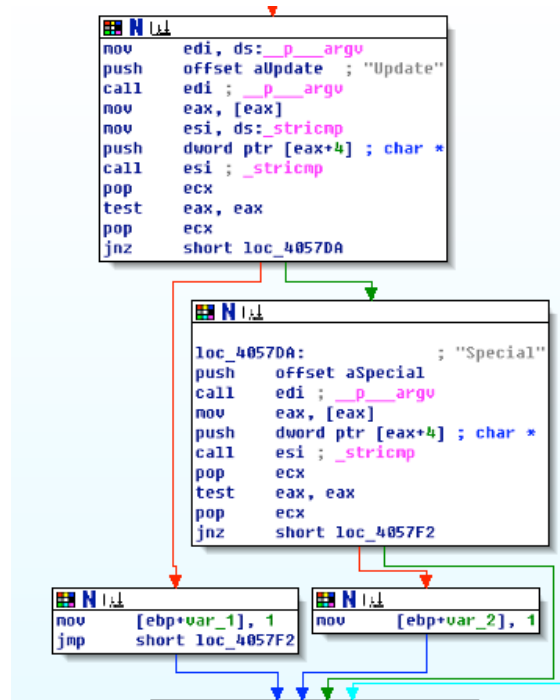 mov edi, ds:__p___argv
push offset aUpdate ; "Update"
call edi ; __p___argv
mov eax, [eax]
mov esi, ds:_stricmp
push dword ptr [eax+4] ; char *
call esi ; _stricmp
pop ecx
test eax, eax
pop ecx
jnz short loc_4057DA
loc_4057DA: ; "Special"
push offset aSpecial
call edi ; __p___argv
mov eax, [eax]
push dword ptr [eax+4] ; char *
call esi ; _stricmp
pop ecx
test eax, eax
pop ecx
jnz short loc_4057F2
mov [ebp+var_1], 1
jmp short loc_4057F2
mov [ebp+var_2], 1